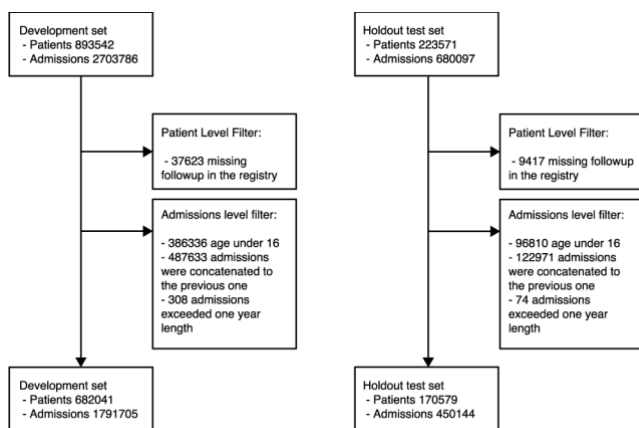 Development set
- Patients 893542
- Admissions 2703786
Patient Level Filter:
- 37623 missing
followup in the registry
Admissions level filter:
- 386336 age under 16
- 487633 admissions
were concatenated to
the previous one
- 308 admissions
exceeded one year
length
Development set
- Patients 682041
- Admissions 1791705
Holdout test set
- Patients 223571
- Admissions 680097
Patient Level Filter:
- 9417 missing
followup in the registry
Admissions level filter:
- 96810 age under 16
- 122971 admissions
were concatenated to
the previous one
- 74 admissions
exceeded one year
length
Holdout test set
- Patients 170579
- Admissions 450144